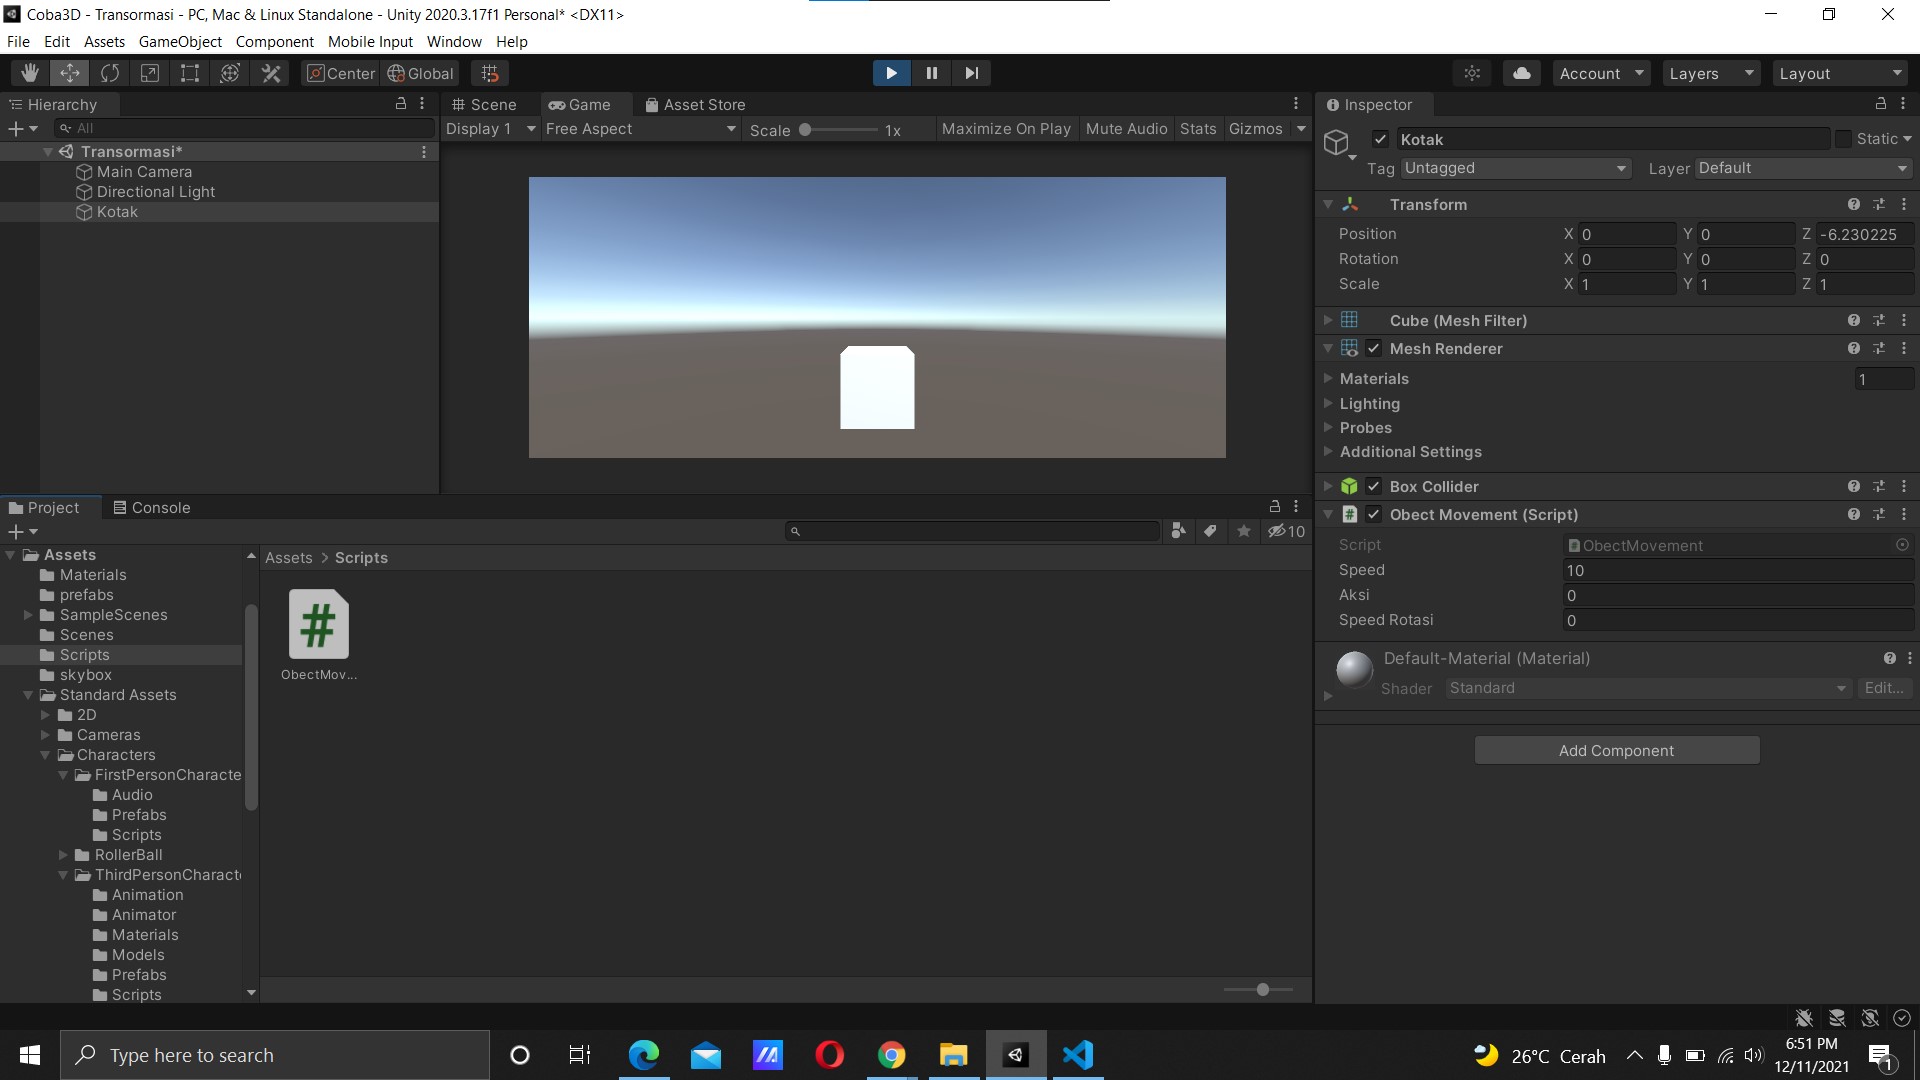 Coba3D - Transormasi - PC, Mac & Linux Standalone - Unity 2020.3.17f1 Personal* <DX11>
File Edit Assets GameObject Component Mobile Input Window Help
Center Global Account Layers Layout
Hierarchy
All
Transormasi*
Main Camera
Directional Light
Kotak
Scene Game Asset Store
Display 1 Free Aspect Scale 1x Maximize On Play Mute Audio Stats Gizmos
Inspector
Kotak Static
Tag Untagged Layer Default
Transform
Position X 0 Y 0 Z -6.230225
Rotation X 0 Y 0 Z 0
Scale X 1 Y 1 Z 1
Cube (Mesh Filter)
Mesh Renderer
Materials 1
Lighting
Probes
Additional Settings
Box Collider
# Obect Movement (Script)
Script ObectMovement
Speed 10
Aksi 0
Speed Rotasi 0
Default-Material (Material)
Shader Standard Edit...
Add Component
Project Console
10
Assets
Materials
prefabs
SampleScenes
Scenes
Scripts
skybox
Standard Assets
2D
Cameras
Characters
FirstPersonCharacte
Audio
Prefabs
Scripts
RollerBall
ThirdPersonCharact
Animation
Animator
Materials
Models
Prefabs
Scripts
Assets > Scripts
#
ObectMov...
Type here to search
26°C Cerah
6:51 PM
12/11/2021
1